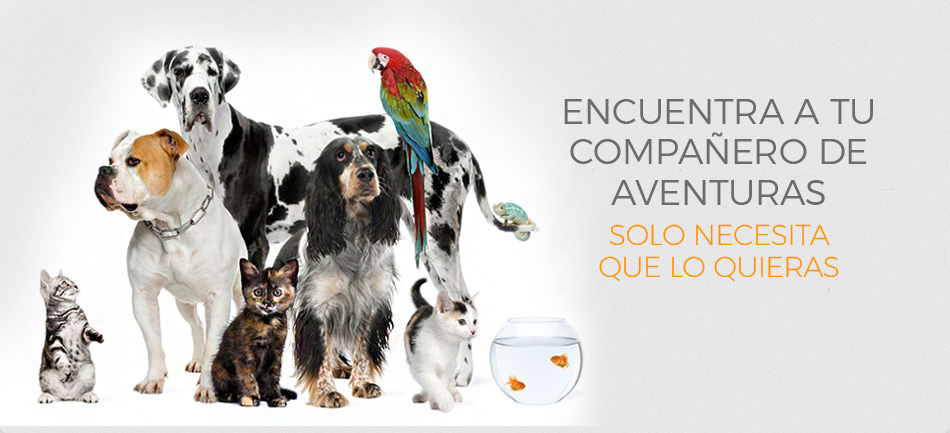 ENCUENTRA A TU
COMPAÑERO DE
AVENTURAS
SOLO NECESITA
QUE LO QUIERAS